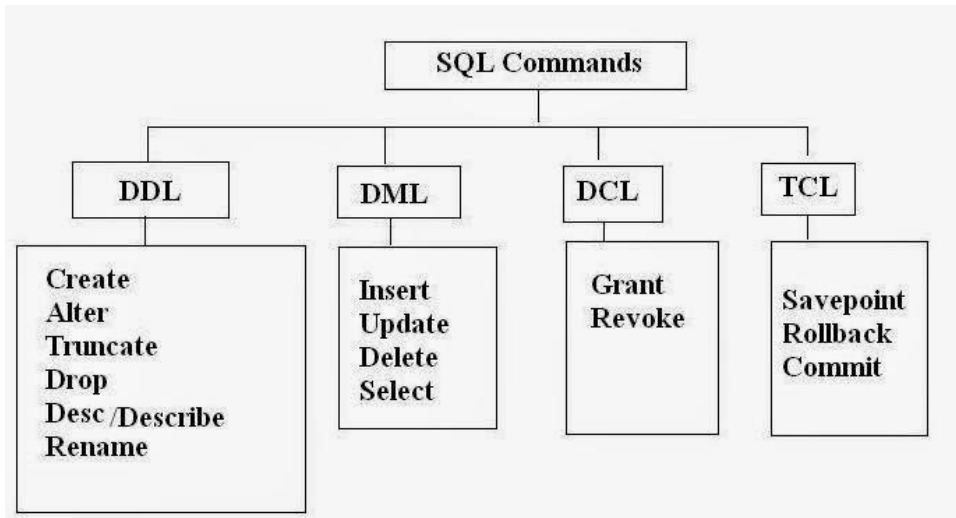 SQL Commands
DDL
DML
DCL
TCL
Create
Alter
Truncate
Drop
Desc /Describe
Rename
Insert
Update
Delete
Select
Grant
Revoke
Savepoint
Rollback
Commit